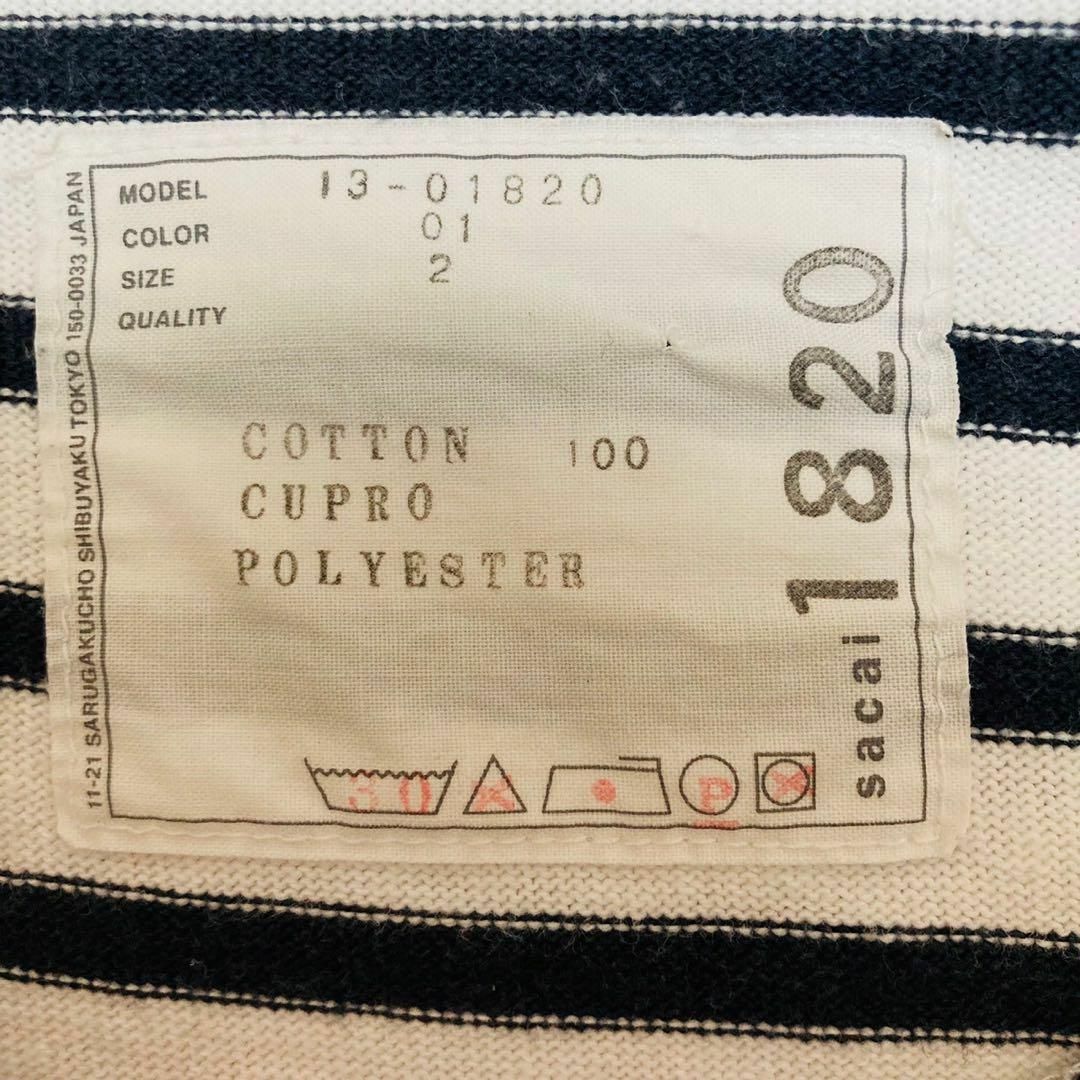 MODEL 13-01820
COLOR 01
SIZE 2
QUALITY
COTTON 100
CUPRO
POLYESTER
30 P
11-21 SARUGAKUCHO SHIBUYAKU TOKYO 150-0033 JAPAN
sacai 1820